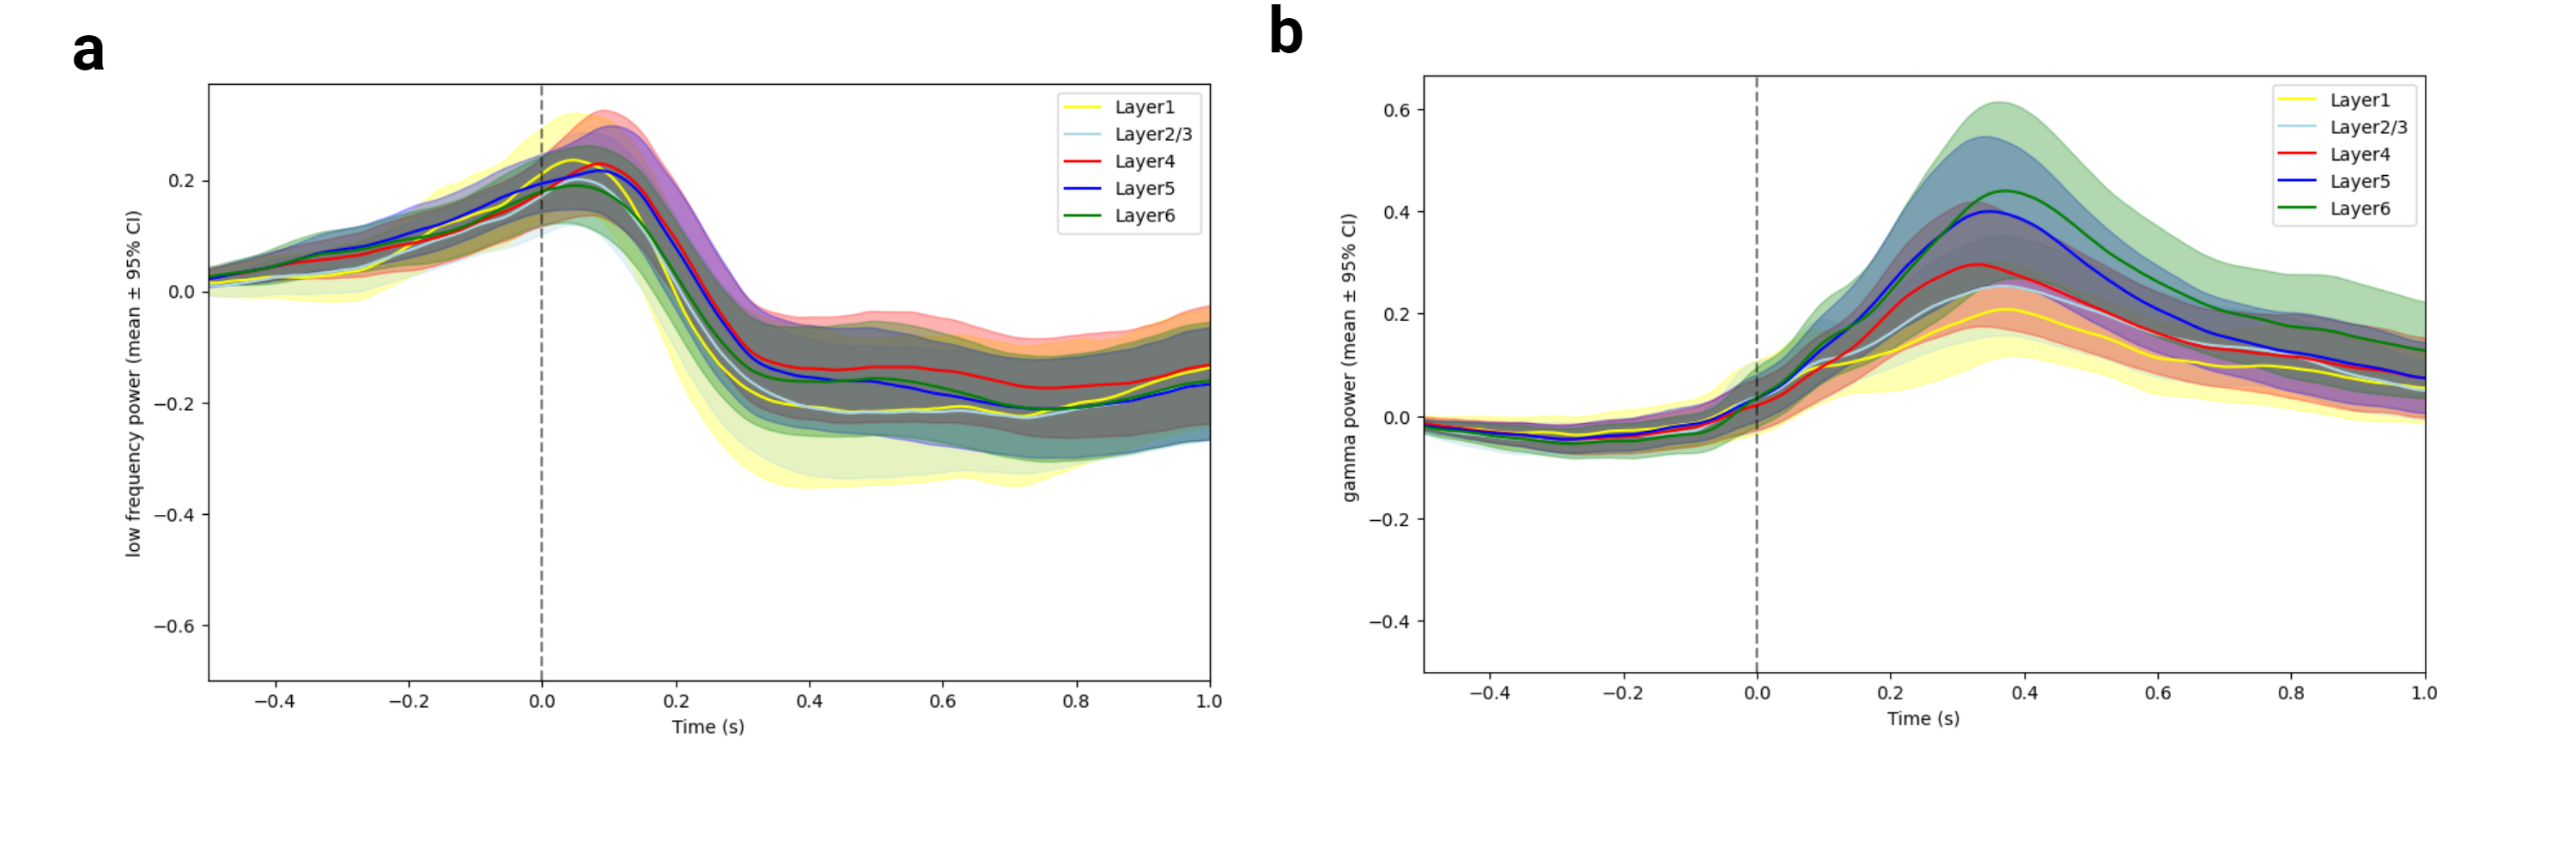 a
low frequency power (mean ± 95% CI)
0.2
0.0
−0.2
−0.4
−0.6
−0.4 −0.2 0.0 0.2 0.4 0.6 0.8 1.0
Time (s)
Layer1
Layer2/3
Layer4
Layer5
Layer6
b
gamma power (mean ± 95% CI)
0.6
0.4
0.2
0.0
−0.2
−0.4
−0.4 −0.2 0.0 0.2 0.4 0.6 0.8 1.0
Time (s)
Layer1
Layer2/3
Layer4
Layer5
Layer6